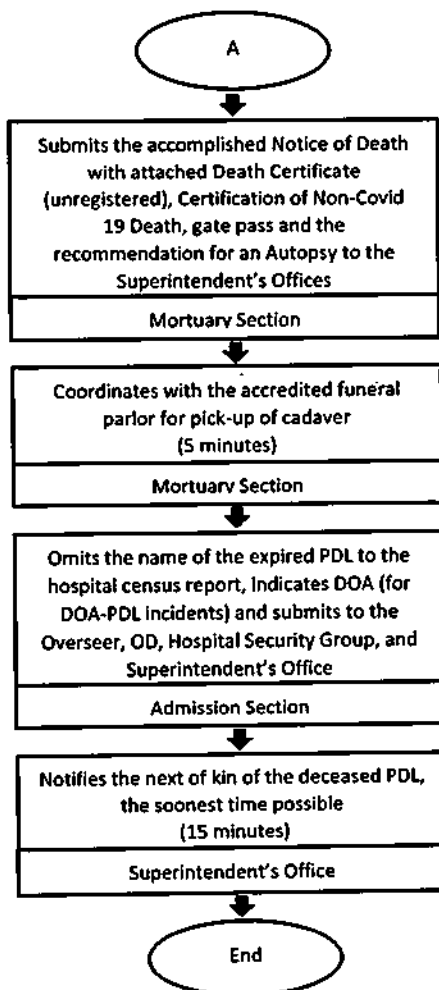 A
Submits the accomplished Notice of Death
with attached Death Certificate
(unregistered), Certification of Non-Covid
19 Death, gate pass and the
recommendation for an Autopsy to the
Superintendent's Offices
Mortuary Section
Coordinates with the accredited funeral
parlor for pick-up of cadaver
(5 minutes)
Mortuary Section
Omits the name of the expired PDL to the
hospital census report, Indicates DOA (for
DOA-PDL incidents) and submits to the
Overseer, OD, Hospital Security Group, and
Superintendent's Office
Admission Section
Notifies the next of kin of the deceased PDL,
the soonest time possible
(15 minutes)
Superintendent's Office
End